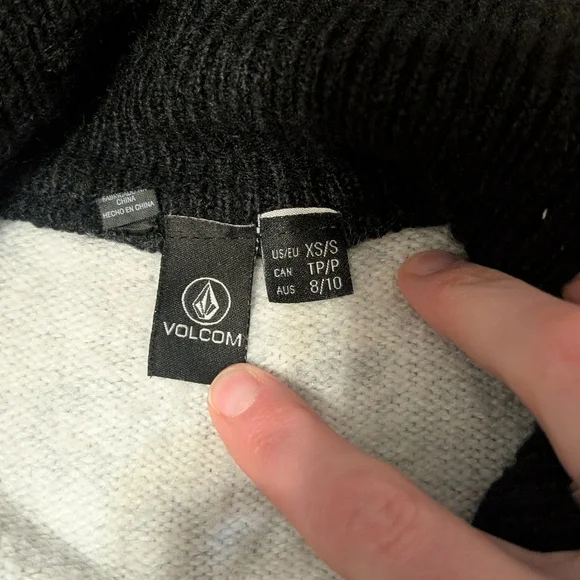 CHINA
HECHO EN CHINA
VOLCOM
US/EU XS/S
CAN TP/P
AUS 8/10